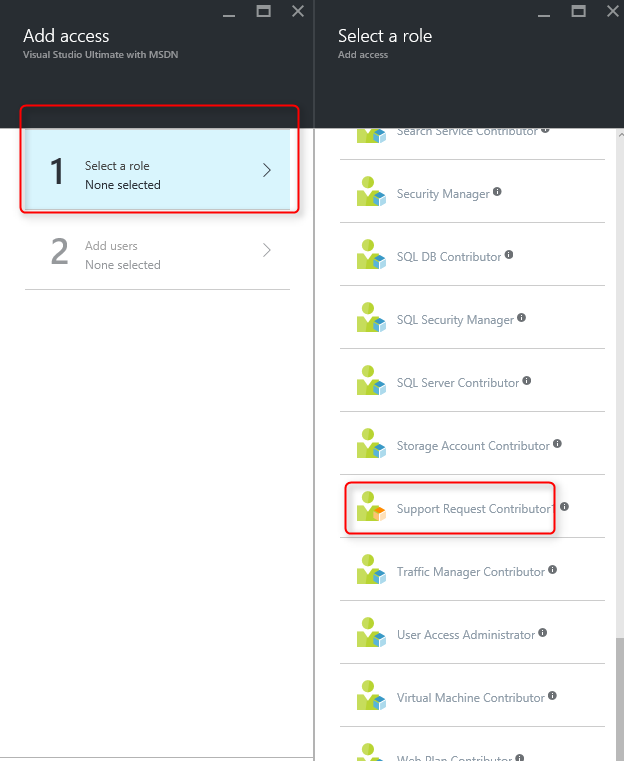 Add access
Visual Studio Ultimate with MSDN
1
Select a role
None selected
2
Add users
None selected
Select a role
Add access
Search Service Contributor
Security Manager
SQL DB Contributor
SQL Security Manager
SQL Server Contributor
Storage Account Contributor
Support Request Contributor
Traffic Manager Contributor
User Access Administrator
Virtual Machine Contributor
Web Plan Contributor